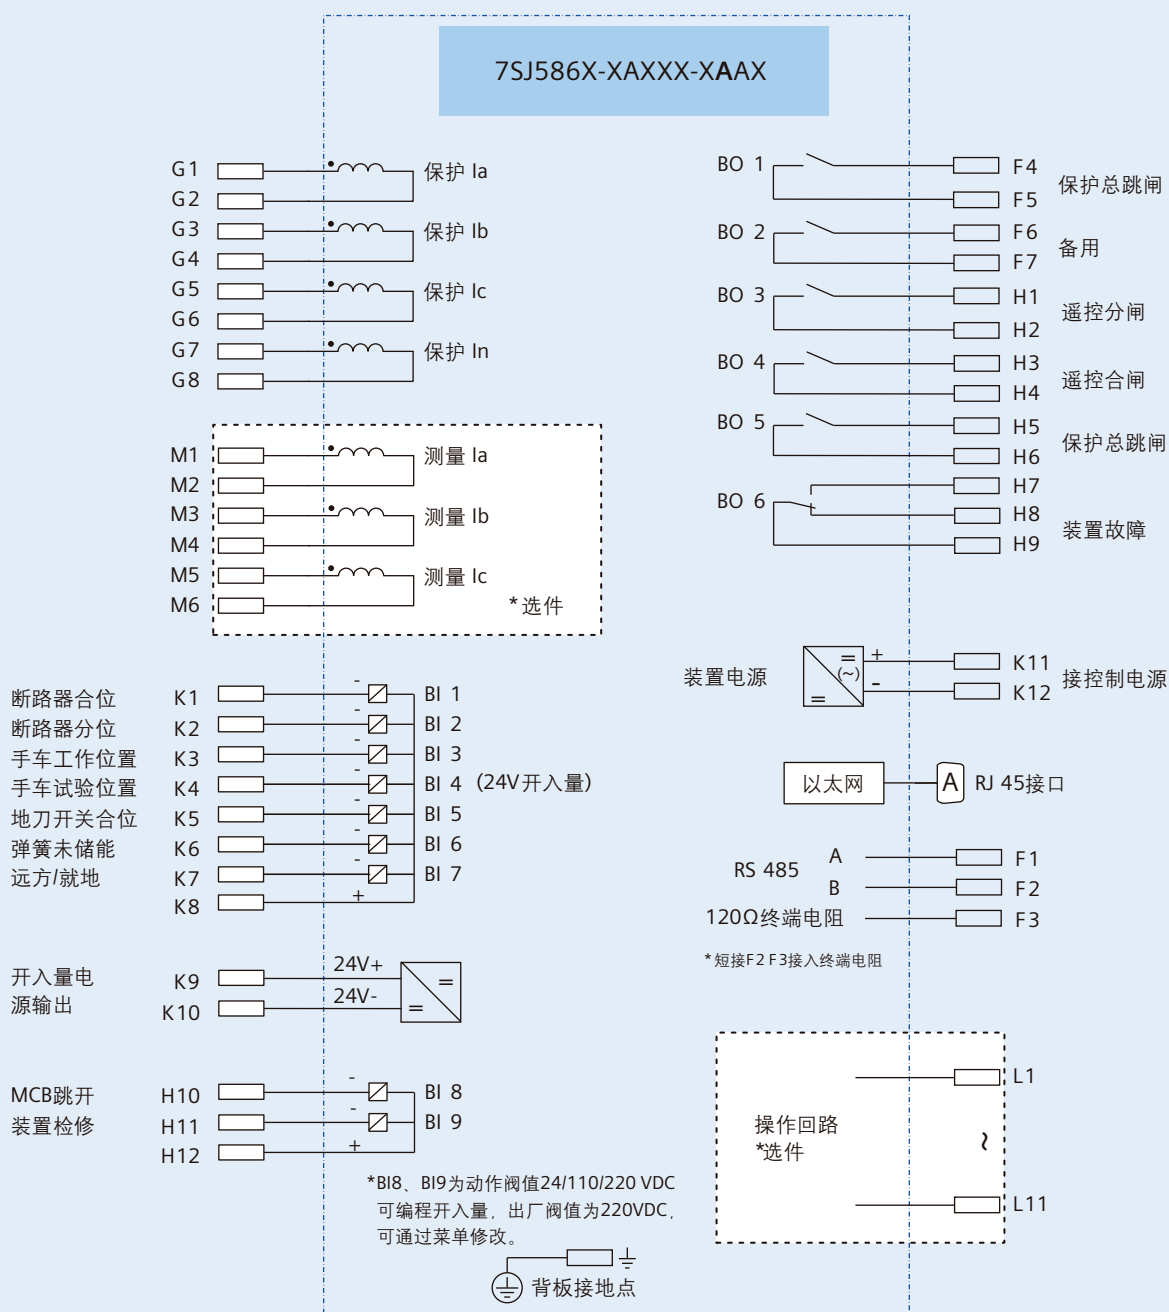 7SJ586X-XAXXX-XAAX
G1
保护 Ia
G2
G3
保护 Ib
G4
G5
保护 Ic
G6
G7
保护 In
G8
M1
测量 Ia
M2
M3
测量 Ib
M4
M5
测量 Ic
M6
*选件
断路器合位 K1 - BI 1
断路器分位 K2 - BI 2
手车工作位置 K3 - BI 3
手车试验位置 K4 - BI 4 (24V开入量)
地刀开关合位 K5 - BI 5
弹簧未储能 K6 - BI 6
远方/就地 K7 - BI 7
K8 +
开入量电
源输出
K9 24V+
K10 24V-
=
=
MCB跳开 H10 - BI 8
装置检修 H11 - BI 9
H12 +
*BI8、BI9为动作阀值24/110/220 VDC
可编程开入量，出厂阀值为220VDC，
可通过菜单修改。
背板接地点
BO 1
F4
F5
保护总跳闸
BO 2
F6
F7
备用
BO 3
H1
H2
遥控分闸
BO 4
H3
H4
遥控合闸
BO 5
H5
H6
保护总跳闸
BO 6
H7
H8
H9
装置故障
装置电源
=
(~)
=
+
-
K11
K12
接控制电源
以太网 A RJ 45接口
RS 485
A F1
B F2
120Ω终端电阻 F3
*短接F2 F3接入终端电阻
L1
操作回路
*选件
~
L11